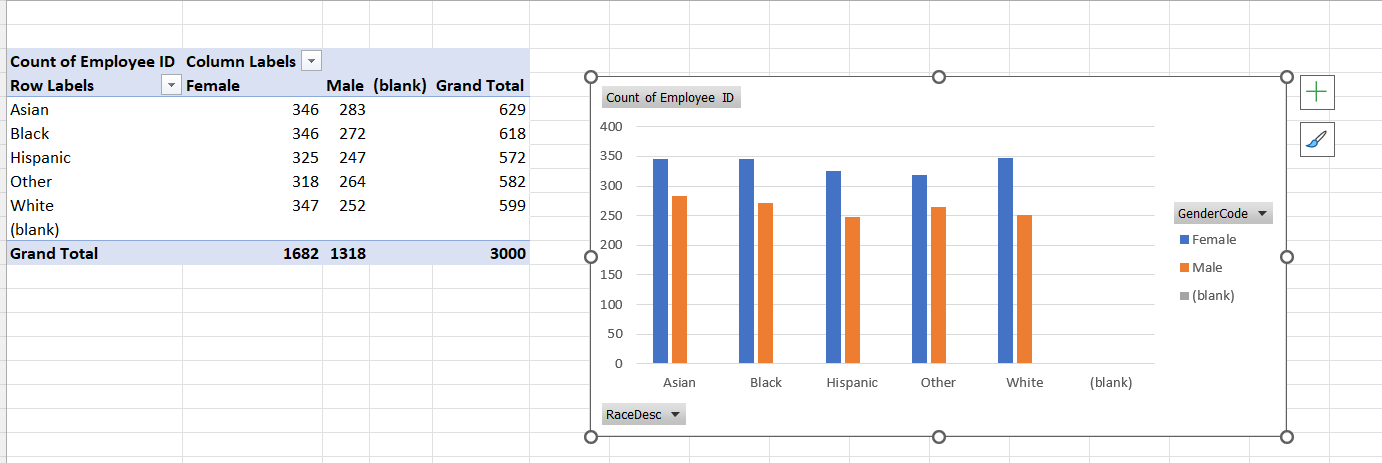 Count of Employee ID Column Labels
Row Labels Female Male (blank) Grand Total
Asian 346 283 629
Black 346 272 618
Hispanic 325 247 572
Other 318 264 582
White 347 252 599
(blank)
Grand Total 1682 1318 3000
Count of Employee ID
400
350
300
250
200
150
100
50
0
Asian Black Hispanic Other White (blank)
RaceDesc
GenderCode
Female
Male
(blank)